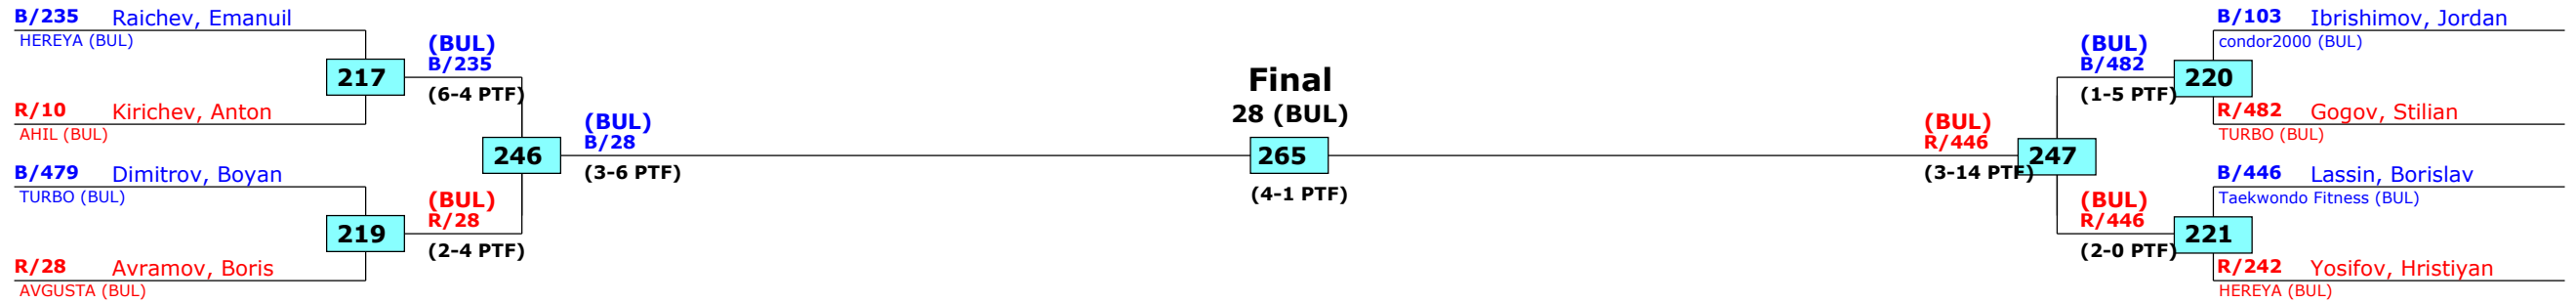 B/235 Raichev, Emanuil
HEREYA (BUL)
217
R/10 Kirichev, Anton
AHIL (BUL)
B/479 Dimitrov, Boyan
TURBO (BUL)
219
R/28 Avramov, Boris
AVGUSTA (BUL)
(BUL)
B/235
(6-4 PTF)
246
(BUL)
R/28
(2-4 PTF)
(BUL)
B/28
(3-6 PTF)
Final
28 (BUL)
265
(4-1 PTF)
(BUL)
R/446
(3-14 PTF)
247
(BUL)
B/482
(1-5 PTF)
(BUL)
R/446
(2-0 PTF)
B/103 Ibrishimov, Jordan
condor2000 (BUL)
220
R/482 Gogov, Stilian
TURBO (BUL)
B/446 Lassin, Borislav
Taekwondo Fitness (BUL)
221
R/242 Yosifov, Hristiyan
HEREYA (BUL)